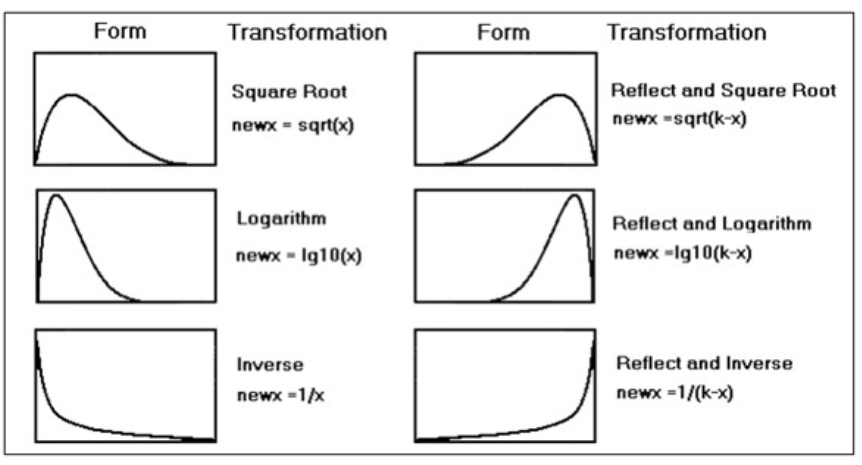 Form Transformation Form Transformation
Square Root
newx = sqrt(x)
Reflect and Square Root
newx =sqrt(k-x)
Logarithm
newx = lg10(x)
Reflect and Logarithm
newx =lg10(k-x)
Inverse
newx =1/x
Reflect and Inverse
newx =1/(k-x)